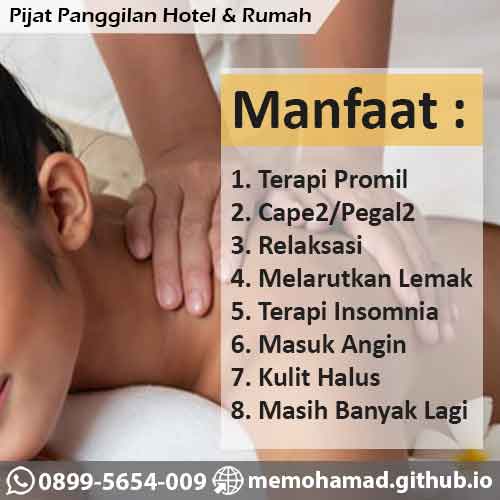 Pijat Panggilan Hotel & Rumah
Manfaat :
1. Terapi Promil
2. Cape2/Pegal2
3. Relaksasi
4. Melarutkan Lemak
5. Terapi Insomnia
6. Masuk Angin
7. Kulit Halus
8. Masih Banyak Lagi
0899-5654-009 memohamad.github.io